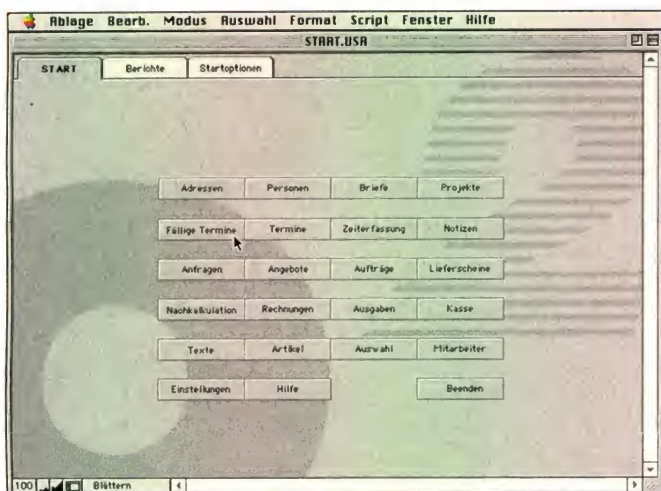 Ablage Bearb. Modus Auswahl Format Script Fenster Hilfe
START.USR
START Berichte Startoptionen
Adressen Personen Briefe Projekte
Fällige Termine Termine Zeiterfassung Notizen
Anfragen Angebote Aufträge Lieferscheine
Nachkalkulation Rechnungen Ausgaben Kasse
Texte Artikel Auswahl Mitarbeiter
Einstellungen Hilfe Beenden
100 Blättern